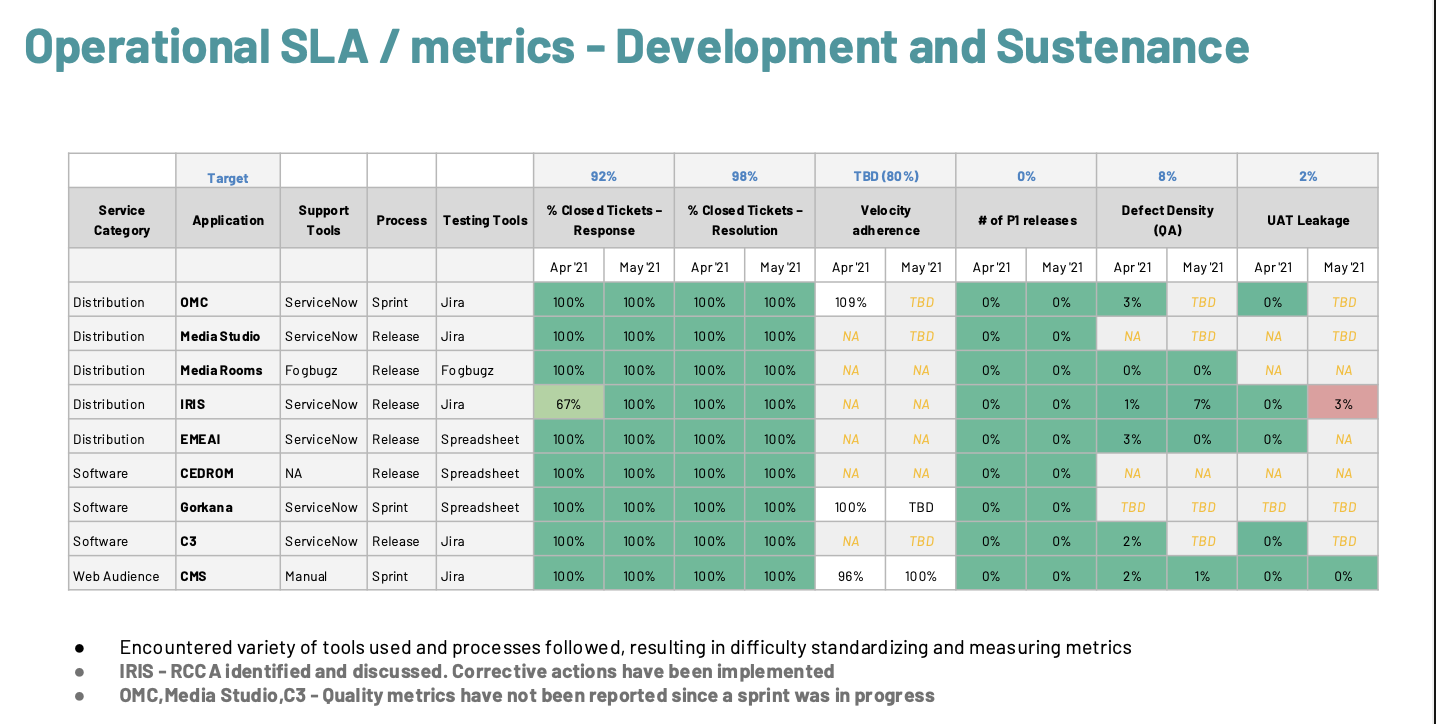 Operational SLA / metrics - Development and Sustenance
Target 92% 98% TBD (80%) 0% 8% 2%
Service Category Application Support Tools Process Testing Tools % Closed Tickets – Response % Closed Tickets – Resolution Velocity adherence # of P1 releases Defect Density (QA) UAT Leakage
Apr '21 May '21 Apr '21 May '21 Apr '21 May '21 Apr '21 May '21 Apr '21 May '21 Apr '21 May '21
Distribution OMC ServiceNow Sprint Jira 100% 100% 100% 100% 109% TBD 0% 0% 3% TBD 0% TBD
Distribution Media Studio ServiceNow Release Jira 100% 100% 100% 100% NA TBD 0% 0% NA TBD NA TBD
Distribution Media Rooms Fogbugz Release Fogbugz 100% 100% 100% 100% NA NA 0% 0% 0% 0% NA NA
Distribution IRIS ServiceNow Release Jira 67% 100% 100% 100% NA NA 0% 0% 1% 7% 0% 3%
Distribution EMEAI ServiceNow Release Spreadsheet 100% 100% 100% 100% NA NA 0% 0% 3% 0% 0% NA
Software CEDROM NA Release Spreadsheet 100% 100% 100% 100% NA NA 0% 0% NA NA NA NA
Software Gorkana ServiceNow Sprint Spreadsheet 100% 100% 100% 100% 100% TBD 0% 0% TBD TBD TBD TBD
Software C3 ServiceNow Release Jira 100% 100% 100% 100% NA TBD 0% 0% 2% TBD 0% TBD
Web Audience CMS Manual Sprint Jira 100% 100% 100% 100% 96% 100% 0% 0% 2% 1% 0% 0%
● Encountered variety of tools used and processes followed, resulting in difficulty standardizing and measuring metrics
● IRIS - RCCA identified and discussed. Corrective actions have been implemented
● OMC,Media Studio,C3 - Quality metrics have not been reported since a sprint was in progress